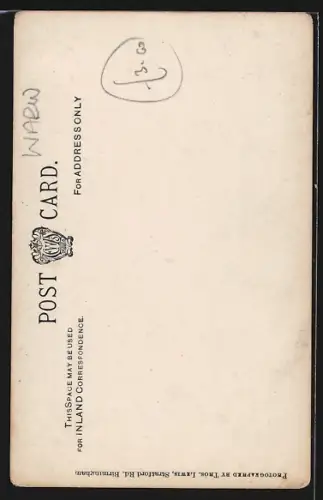 WARW
POST CARD.
THIS SPACE MAY BE USED
FOR INLAND CORRESPONDENCE.
FOR ADDRESS ONLY
PHOTOGRAPHED BY THOS. LEWIS, Stratford Rd. Birmingham